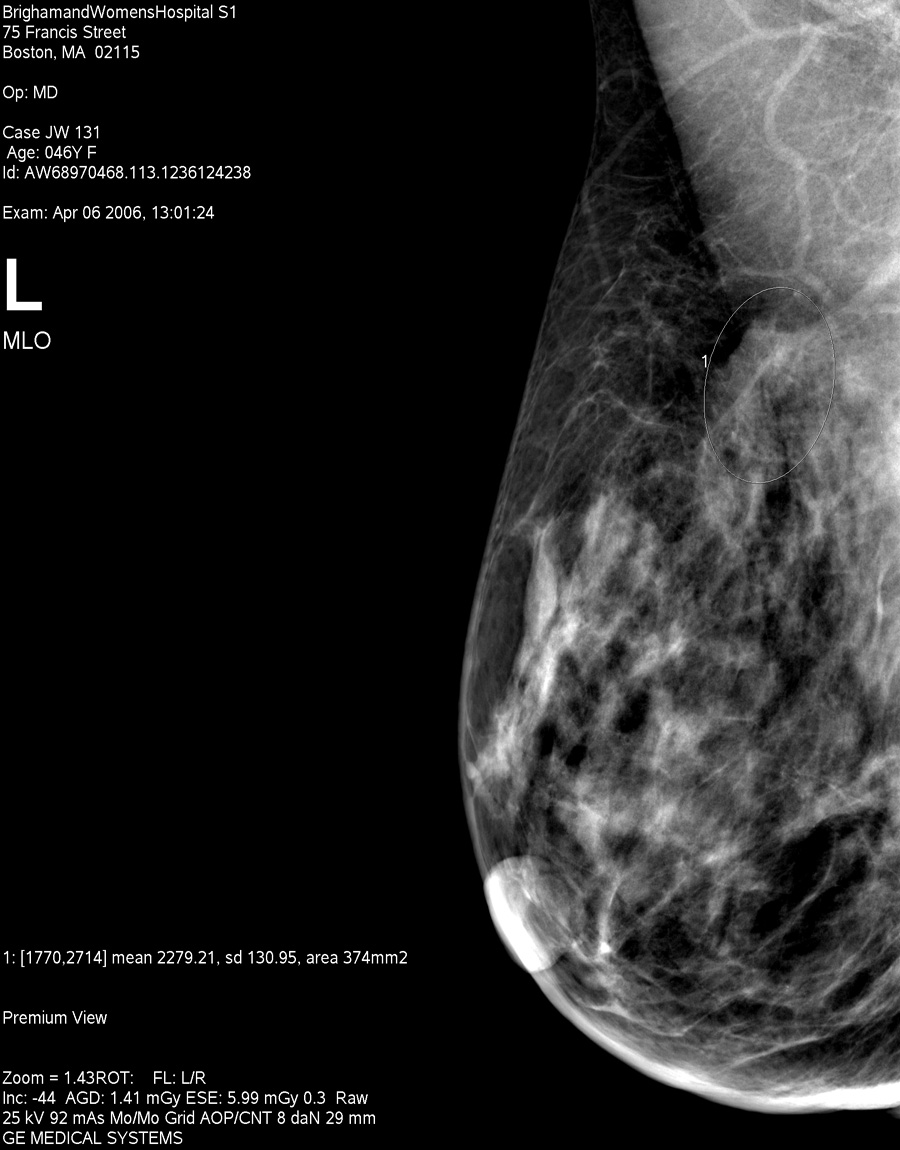 BrighamandWomensHospital S1
75 Francis Street
Boston, MA 02115
Op: MD
Case JW 131
Age: 046Y F
Id: AW68970468.113.1236124238
Exam: Apr 06 2006, 13:01:24
L
MLO
1
1: [1770,2714] mean 2279.21, sd 130.95, area 374mm2
Premium View
Zoom = 1.43ROT: FL: L/R
Inc: -44 AGD: 1.41 mGy ESE: 5.99 mGy 0.3 Raw
25 kV 92 mAs Mo/Mo Grid AOP/CNT 8 daN 29 mm
GE MEDICAL SYSTEMS